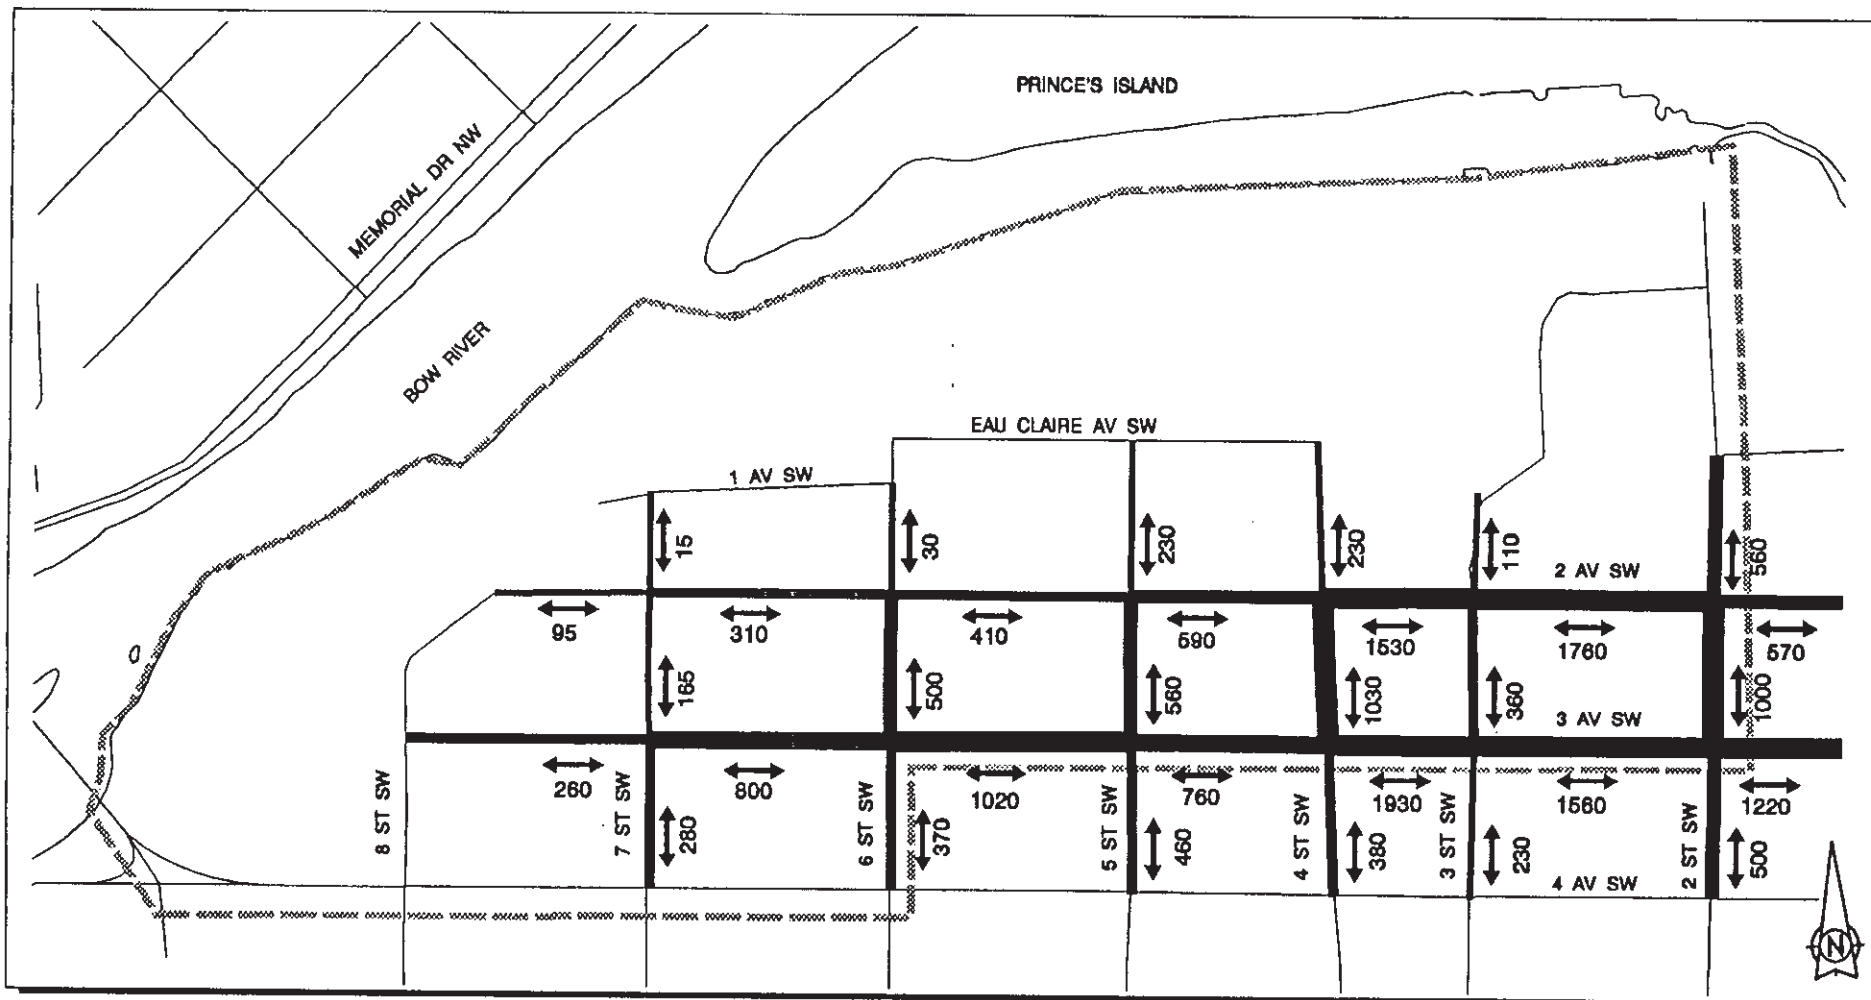 PRINCE'S ISLAND
MEMORIAL DR NW
BOW RIVER
EAU CLAIRE AV SW
1 AV SW
15
30
230
230
110
560
2 AV SW
95
310
410
590
1530
1760
570
165
500
560
1030
360
1000
3 AV SW
260
800
1020
760
1930
1560
1220
8 ST SW
7 ST SW
280
6 ST SW
370
5 ST SW
460
4 ST SW
380
3 ST SW
230
2 ST SW
500
4 AV SW
N